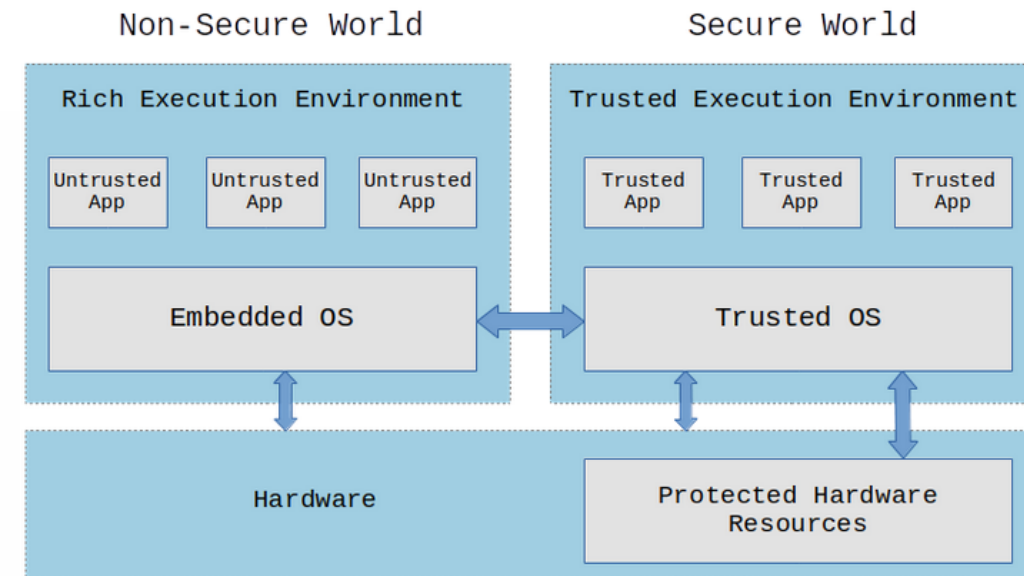 Non-Secure World
Secure World
Rich Execution Environment
Trusted Execution Environment
Untrusted
App
Untrusted
App
Untrusted
App
Trusted
App
Trusted
App
Trusted
App
Embedded OS
Trusted OS
Hardware
Protected Hardware
Resources